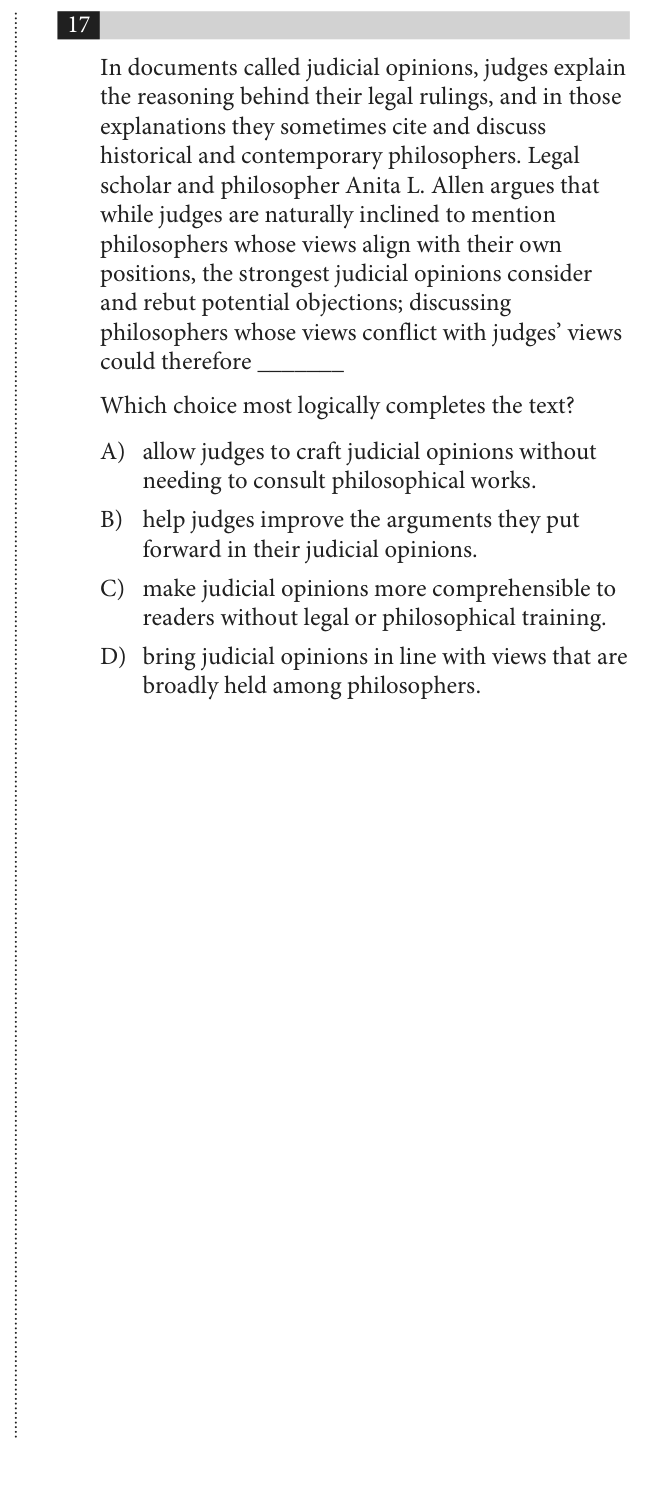 17
In documents called judicial opinions, judges explain
the reasoning behind their legal rulings, and in those
explanations they sometimes cite and discuss
historical and contemporary philosophers. Legal
scholar and philosopher Anita L. Allen argues that
while judges are naturally inclined to mention
philosophers whose views align with their own
positions, the strongest judicial opinions consider
and rebut potential objections; discussing
philosophers whose views conflict with judges’ views
could therefore _______
Which choice most logically completes the text?
A) allow judges to craft judicial opinions without
needing to consult philosophical works.
B) help judges improve the arguments they put
forward in their judicial opinions.
C) make judicial opinions more comprehensible to
readers without legal or philosophical training.
D) bring judicial opinions in line with views that are
broadly held among philosophers.